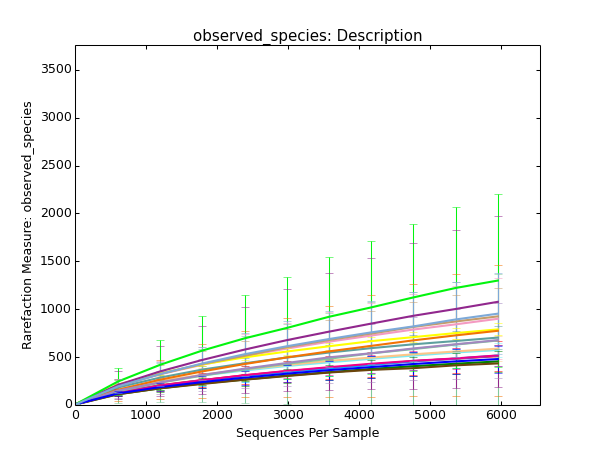 observed_species: Description
Rarefaction Measure: observed_species
3500
3000
2500
2000
1500
1000
500
0
0 1000 2000 3000 4000 5000 6000
Sequences Per Sample